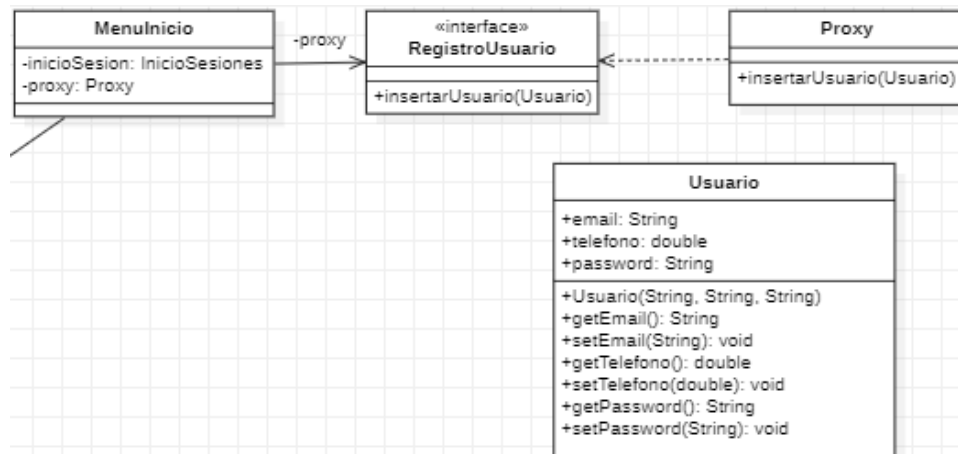 MenuInicio
-inicioSesion: InicioSesiones
-proxy: Proxy
-proxy
«interface»
RegistroUsuario
+insertarUsuario(Usuario)
Proxy
+insertarUsuario(Usuario)
Usuario
+email: String
+telefono: double
+password: String
+Usuario(String, String, String)
+getEmail(): String
+setEmail(String): void
+getTelefono(): double
+setTelefono(double): void
+getPassword(): String
+setPassword(String): void